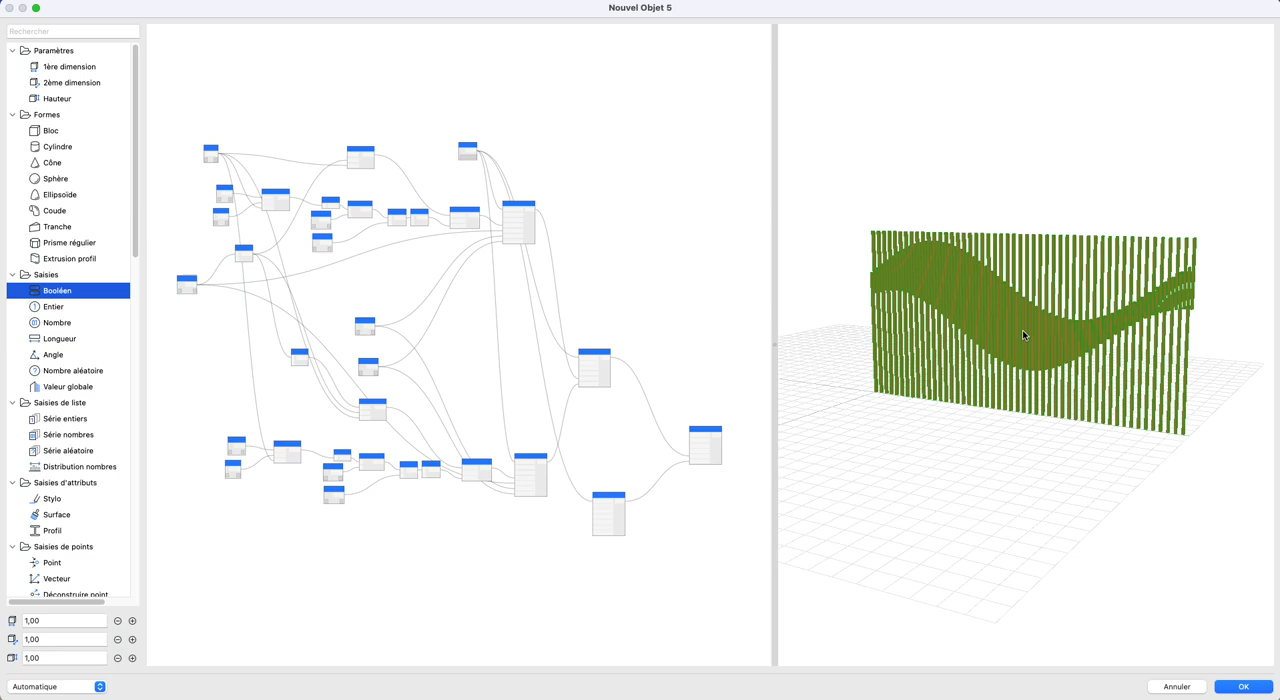 Nouvel Objet 5
Rechercher
Paramètres
1ère dimension
2ème dimension
Hauteur
Formes
Bloc
Cylindre
Cône
Sphère
Ellipsoïde
Coude
Tranche
Prisme régulier
Extrusion profil
Saisies
Booléen
Entier
Nombre
Longueur
Angle
Nombre aléatoire
Valeur globale
Saisies de liste
Série entiers
Série nombres
Série aléatoire
Distribution nombres
Saisies d'attributs
Stylo
Surface
Profil
Saisies de points
Point
Vecteur
Déconstruire point
1,00
1,00
1,00
Automatique
Annuler
OK